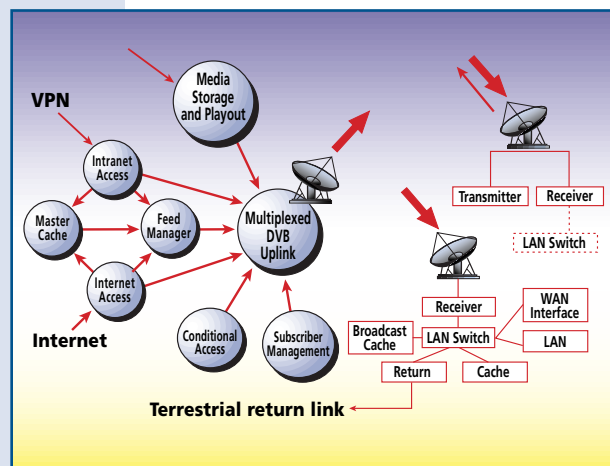 Media
Storage
and Playout
VPN
Intranet
Access
Master
Cache
Feed
Manager
Multiplexed
DVB
Uplink
Internet
Access
Internet
Conditional
Access
Subscriber
Management
Terrestrial return link
Transmitter
Receiver
LAN Switch
Receiver
WAN
Interface
Broadcast
Cache
LAN Switch
LAN
Return
Cache